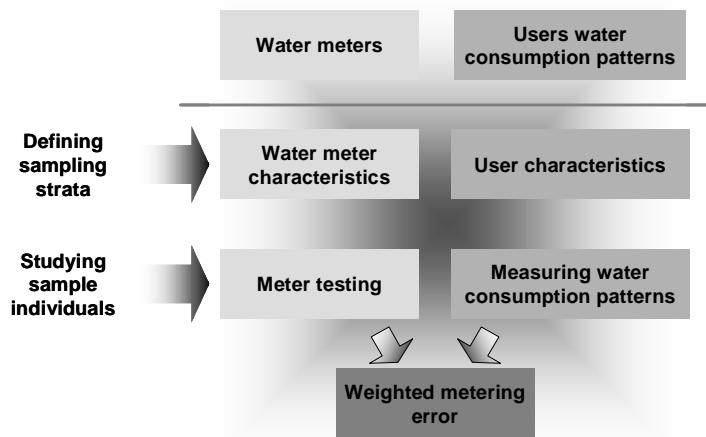 Water meters
Users water
consumption patterns
Defining
sampling
strata
Water meter
characteristics
User characteristics
Studying
sample
individuals
Meter testing
Measuring water
consumption patterns
Weighted metering
error